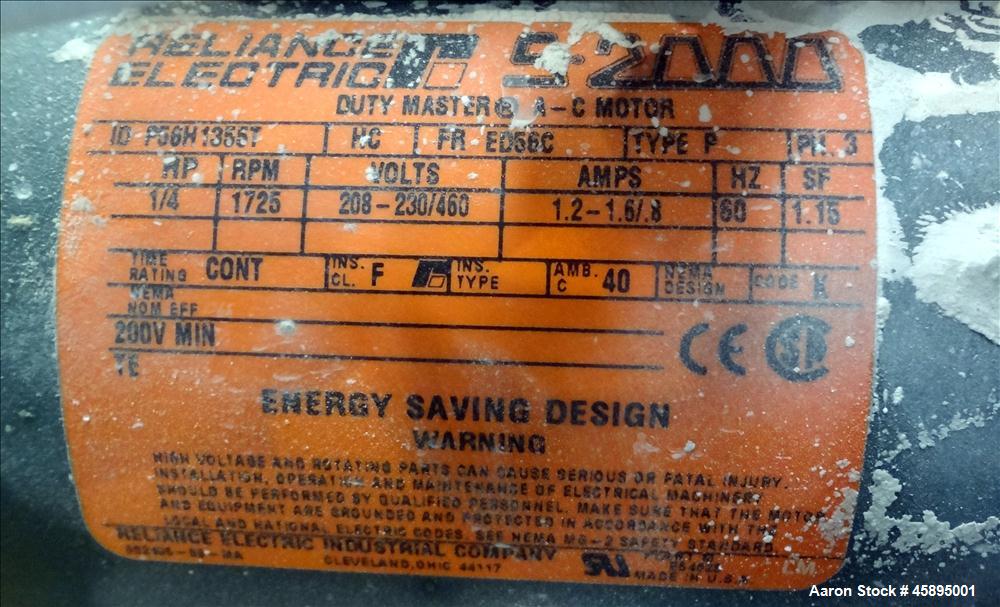 RELIANCE
ELECTRIC S-2000
DUTY MASTER® A-C MOTOR
ID P56H1355T HC FR ED56C TYPE P PH. 3
HP RPM VOLTS AMPS HZ SF
1/4 1725 208-230/460 1.2-1.6/.8 60 1.15
TIME RATING CONT INS. CL. F INS. TYPE AMB. C 40 NEMA DESIGN CODE K
NEMA
NOM EFF
200V MIN
CE
ENERGY SAVING DESIGN
WARNING
HIGH VOLTAGE AND ROTATING PARTS CAN CAUSE SERIOUS OR FATAL INJURY.
INSTALLATION, OPERATION AND MAINTENANCE OF ELECTRICAL MACHINERY
SHOULD BE PERFORMED BY QUALIFIED PERSONNEL. MAKE SURE THAT THE MOTOR
AND EQUIPMENT ARE GROUNDED AND PROTECTED IN ACCORDANCE WITH THE
LOCAL AND NATIONAL ELECTRIC CODES. SEE NEMA MG-2 SAFETY STANDARD
RELIANCE ELECTRIC INDUSTRIAL COMPANY
CLEVELAND, OHIO 44117
MADE IN U.S.A.
Aaron Stock # 45895001